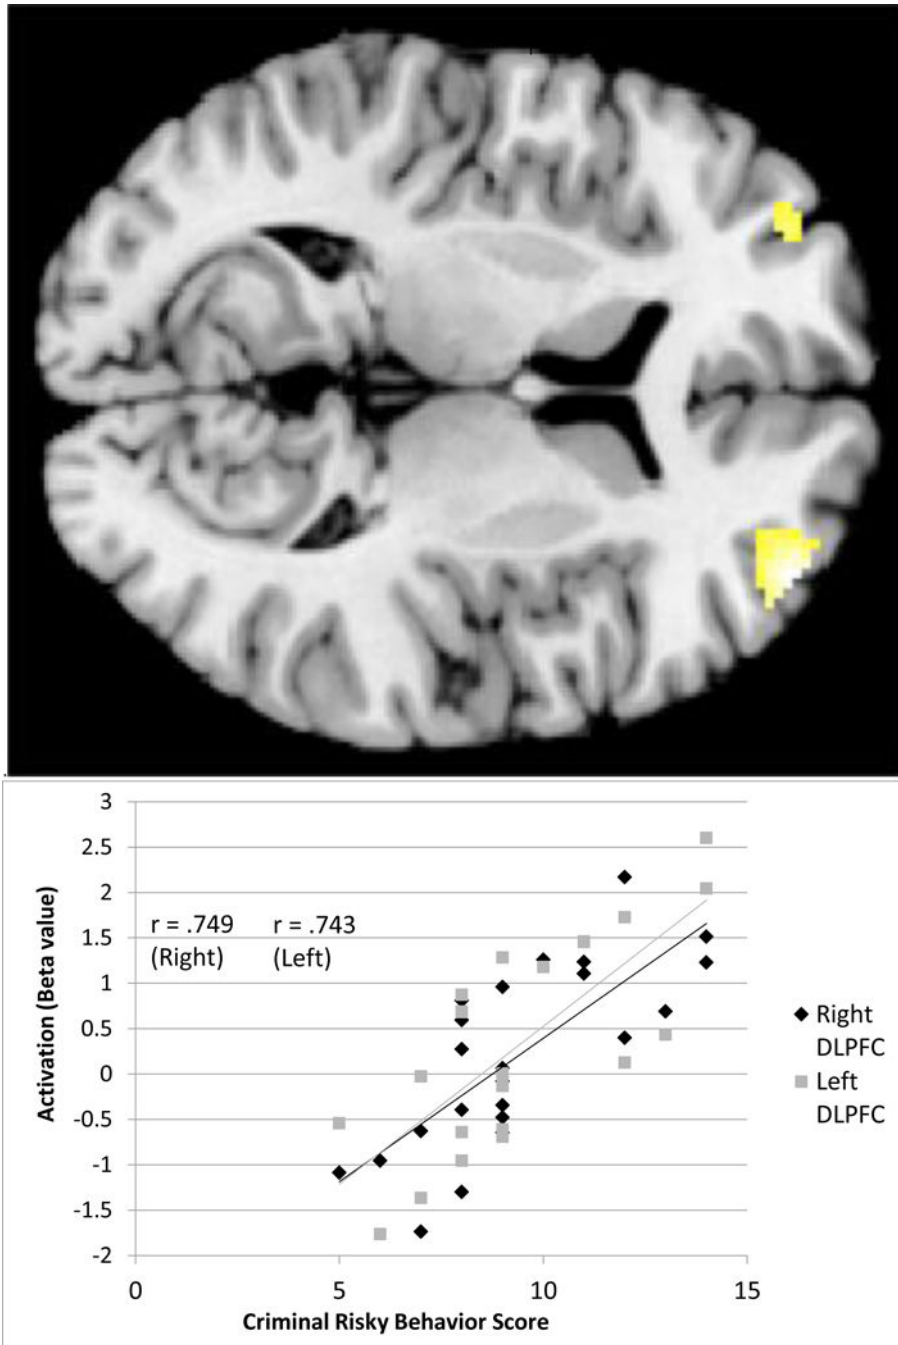 3
2.5
2
1.5
1
0.5
0
-0.5
-1
-1.5
-2
r = .749
(Right)
r = .743
(Left)
Activation (Beta value)
Right
DLPFC
Left
DLPFC
0
5
10
15
Criminal Risky Behavior Score